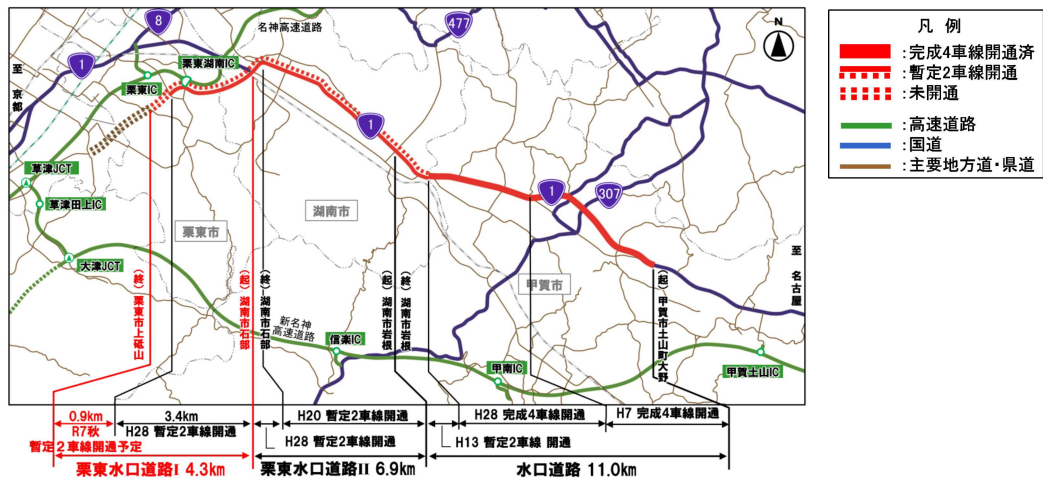 8
名神高速道路
477
N
凡 例
:完成4車線開通済
:暫定2車線開通
:未開通
:高速道路
:国道
:主要地方道・県道
1
至 京都
栗東湖南IC
栗東IC
1
草津JCT
草津田上IC
1
307
湖南市
栗東市
甲賀市
至 名古屋
大津JCT
(終)栗東市上砥山
(起)湖南市石部
(終)湖南市石部
(起)湖南市岩根
(終)湖南市岩根
(起)甲賀市土山町大野
新名神
高速道路
信楽IC
甲南IC
甲賀土山IC
0.9km
R7秋
暫定2車線開通予定
3.4km
H28 暫定2車線開通
H20 暫定2車線開通
H28 暫定2車線開通
H28 完成4車線開通
H13 暫定2車線 開通
H7 完成4車線開通
栗東水口道路I 4.3km
栗東水口道路II 6.9km
水口道路 11.0km